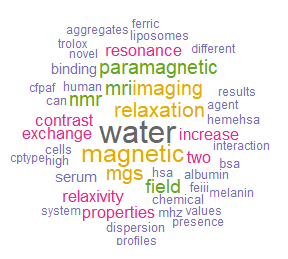 aggregates ferric
trolox liposomes
novel resonance different
binding paramagnetic
cfpaf human mri imaging results
can nmr relaxation agent
contrast hemehsa
exchange water increase
cells magnetic two interaction
cptype high bsa
serum mgs hsa albumin
field feiii
relaxivity chemical melanin
system properties mhz values
dispersion presence
profiles